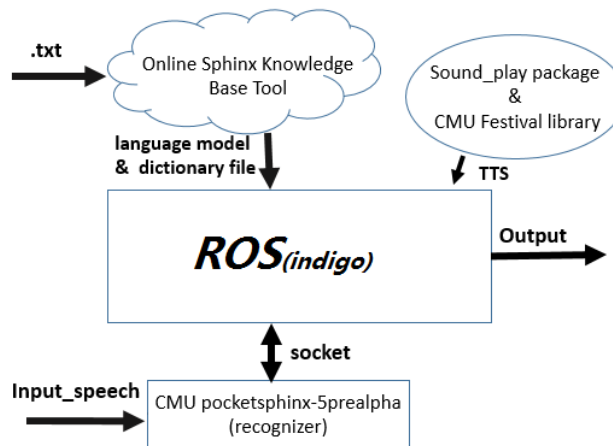 .txt
Online Sphinx Knowledge
Base Tool
Sound_play package
&
CMU Festival library
language model
& dictionary file
TTS
ROS(indigo)
Output
socket
Input_speech
CMU pocketsphinx-5prealpha
(recognizer)